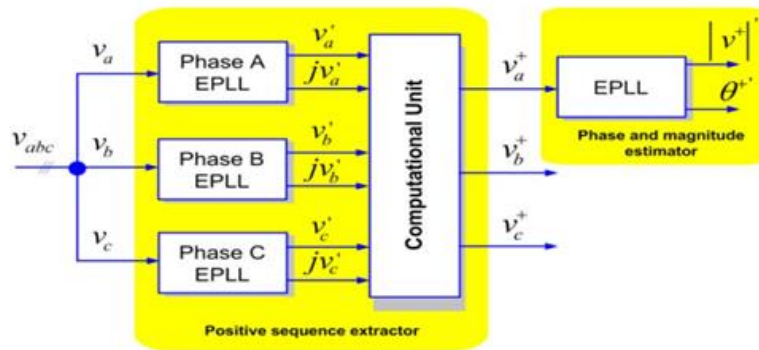 v_abc
v_a
v_b
v_c
Phase A
EPLL
Phase B
EPLL
Phase C
EPLL
v_a'
jv_a'
v_b'
jv_b'
v_c'
jv_c'
Computational Unit
v_a^+
v_b^+
v_c^+
Positive sequence extractor
EPLL
|v^+|'
θ^+'
Phase and magnitude
estimator